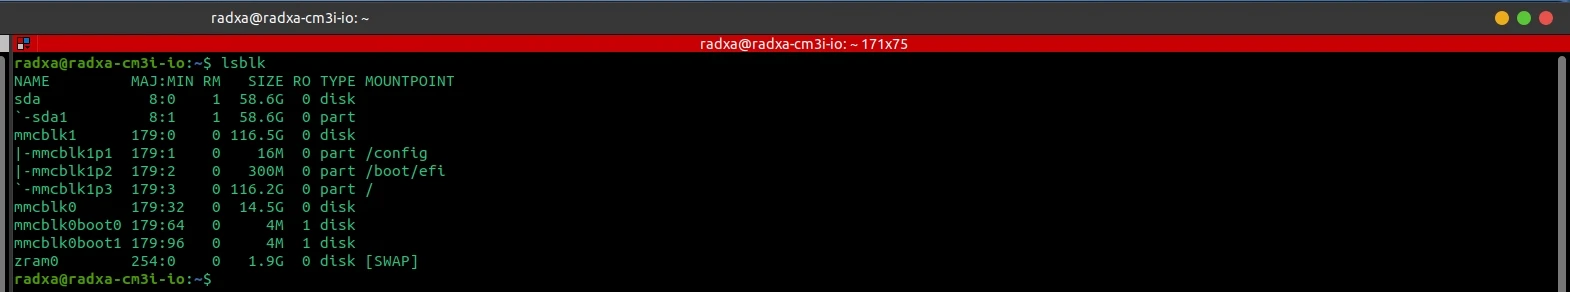 radxa@radxa-cm3i-io: ~
radxa@radxa-cm3i-io: ~ 171x75
radxa@radxa-cm3i-io:~$ lsblk
NAME         MAJ:MIN RM   SIZE RO TYPE MOUNTPOINT
sda            8:0    1  58.6G  0 disk
`-sda1         8:1    1  58.6G  0 part
mmcblk1      179:0    0 116.5G  0 disk
|-mmcblk1p1  179:1    0    16M  0 part /config
|-mmcblk1p2  179:2    0   300M  0 part /boot/efi
`-mmcblk1p3  179:3    0 116.2G  0 part /
mmcblk0      179:32   0  14.5G  0 disk
mmcblk0boot0 179:64   0     4M  1 disk
mmcblk0boot1 179:96   0     4M  1 disk
zram0        254:0    0   1.9G  0 disk [SWAP]
radxa@radxa-cm3i-io:~$